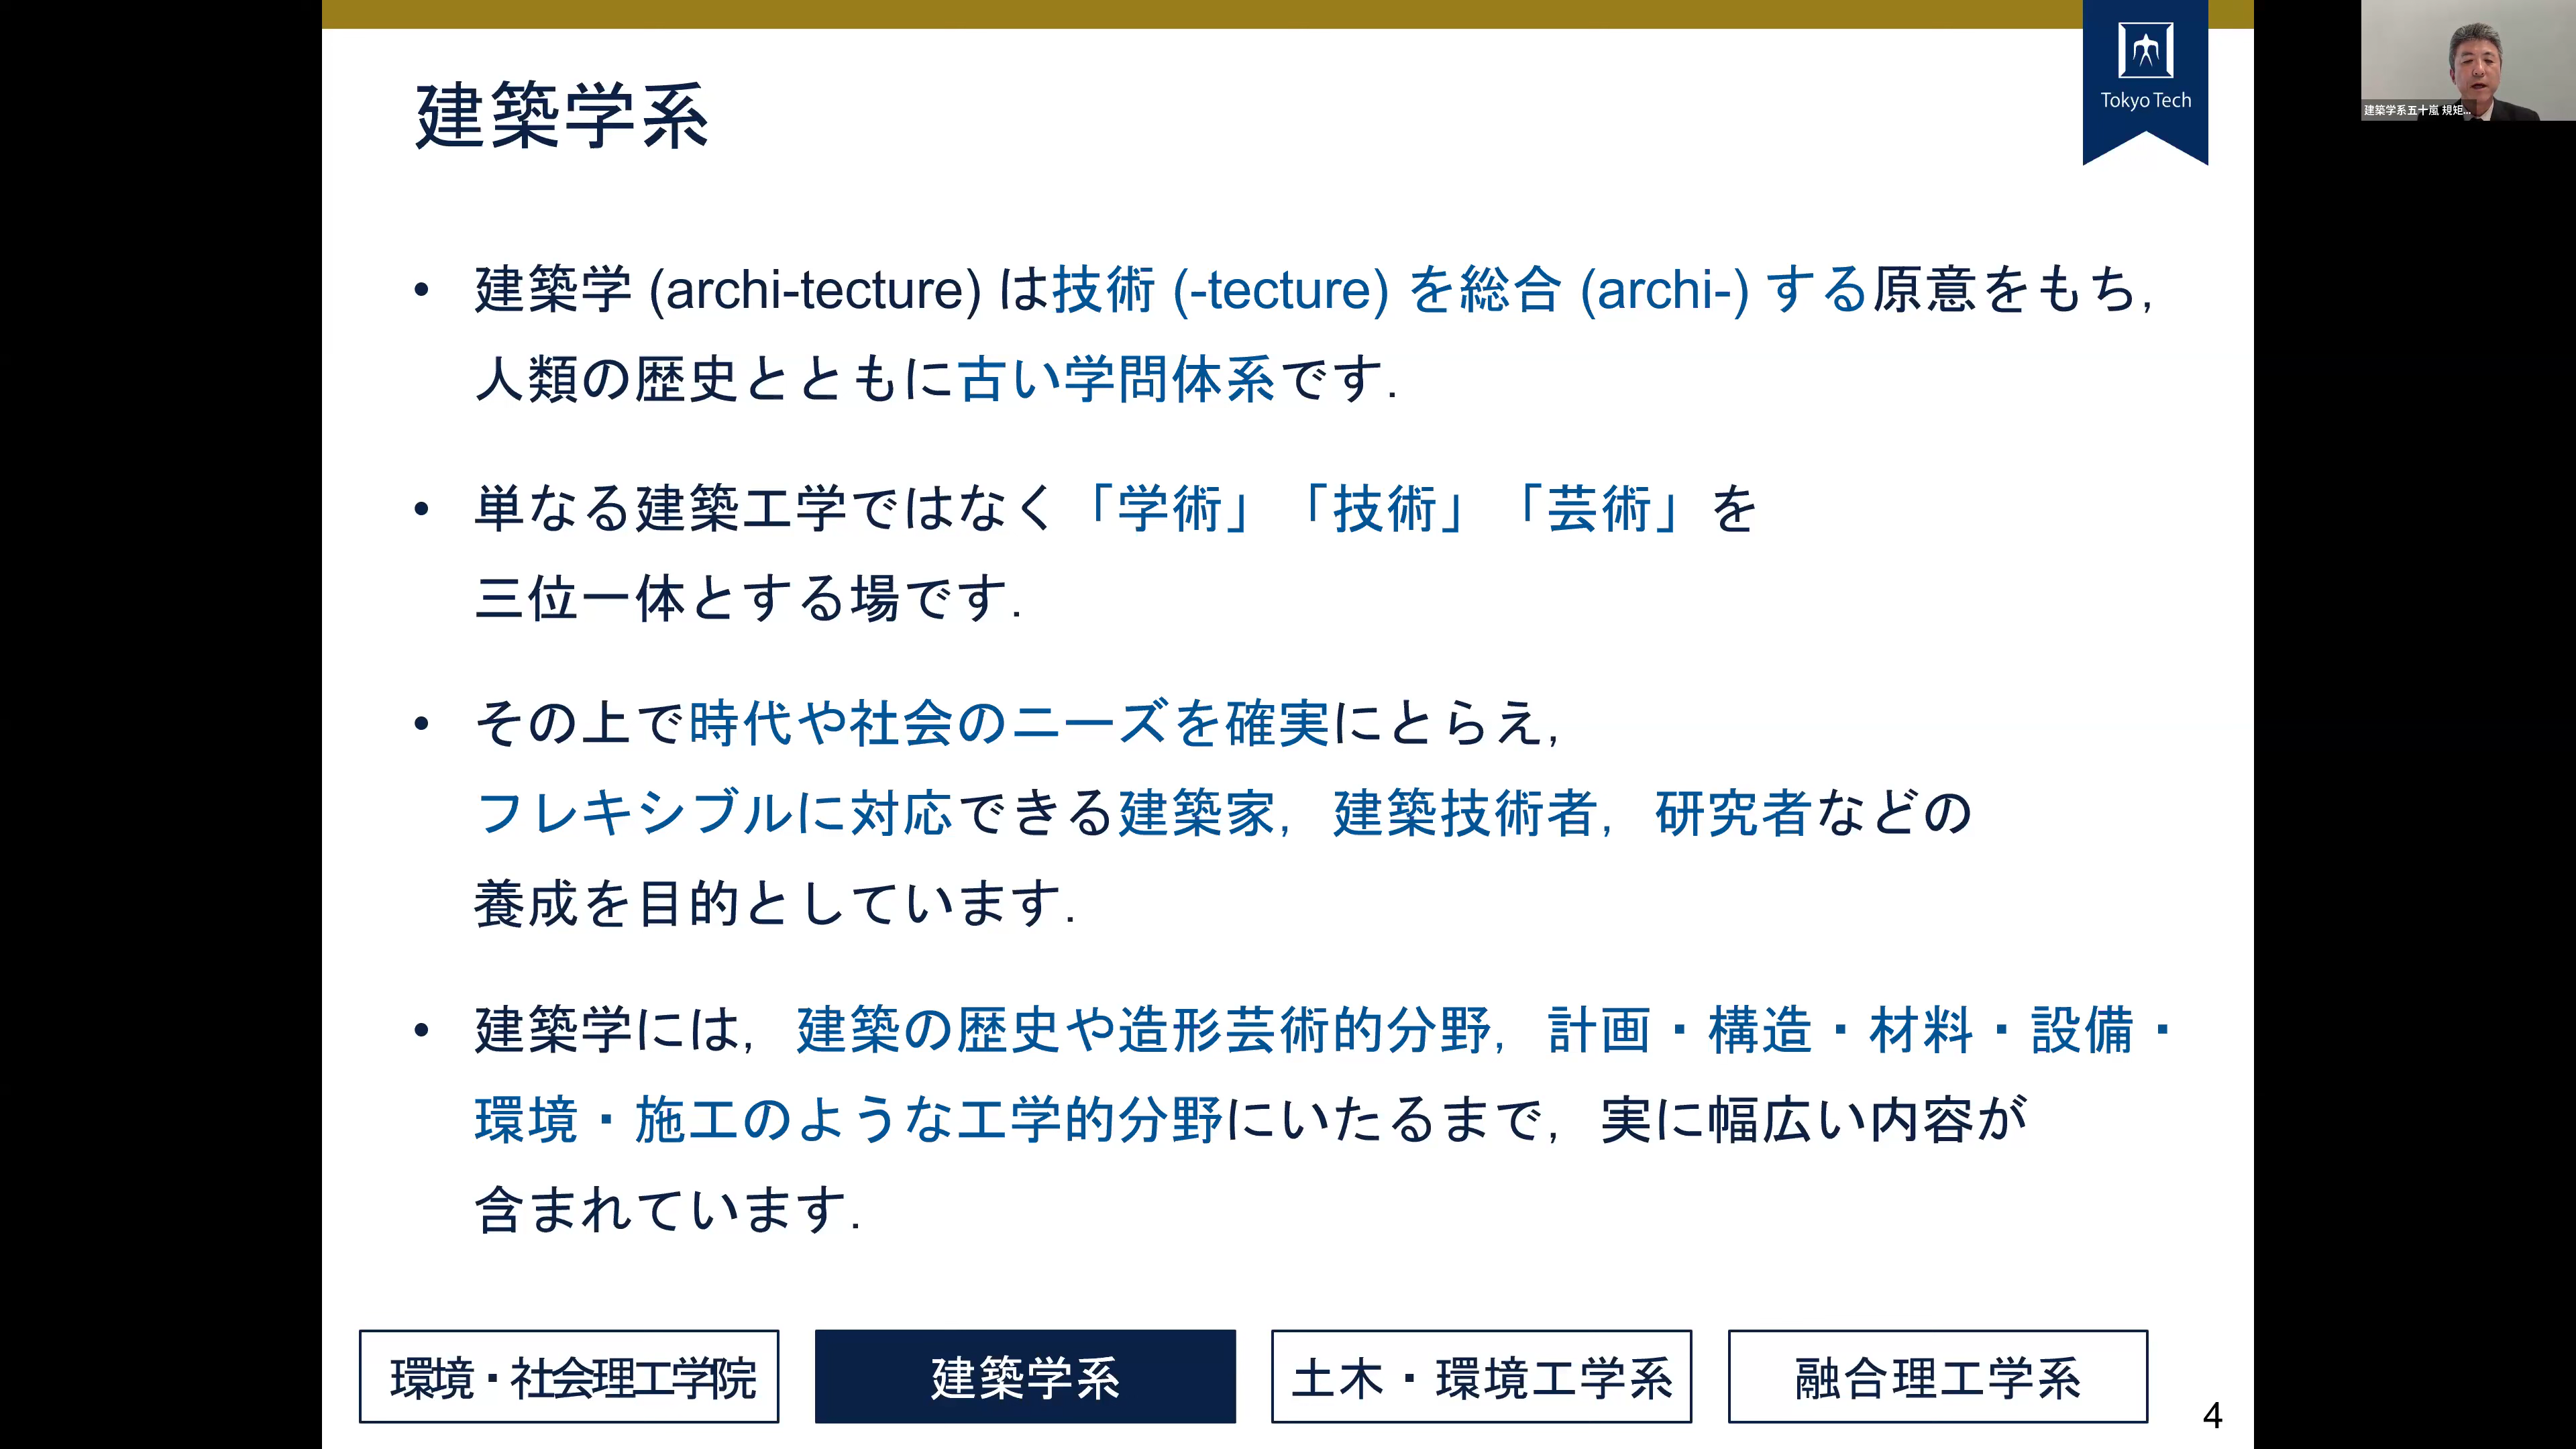 建築学系
Tokyo Tech
建築学系五十嵐 規矩...
• 建築学 (archi-tecture) は技術 (-tecture) を総合 (archi-) する原意をもち,
人類の歴史とともに古い学問体系です.
• 単なる建築工学ではなく「学術」「技術」「芸術」を
三位一体とする場です.
• その上で時代や社会のニーズを確実にとらえ,
フレキシブルに対応できる建築家, 建築技術者, 研究者などの
養成を目的としています.
• 建築学には, 建築の歴史や造形芸術的分野, 計画・構造・材料・設備・
環境・施工のような工学的分野にいたるまで, 実に幅広い内容が
含まれています.
環境・社会理工学院
建築学系
土木・環境工学系
融合理工学系
4